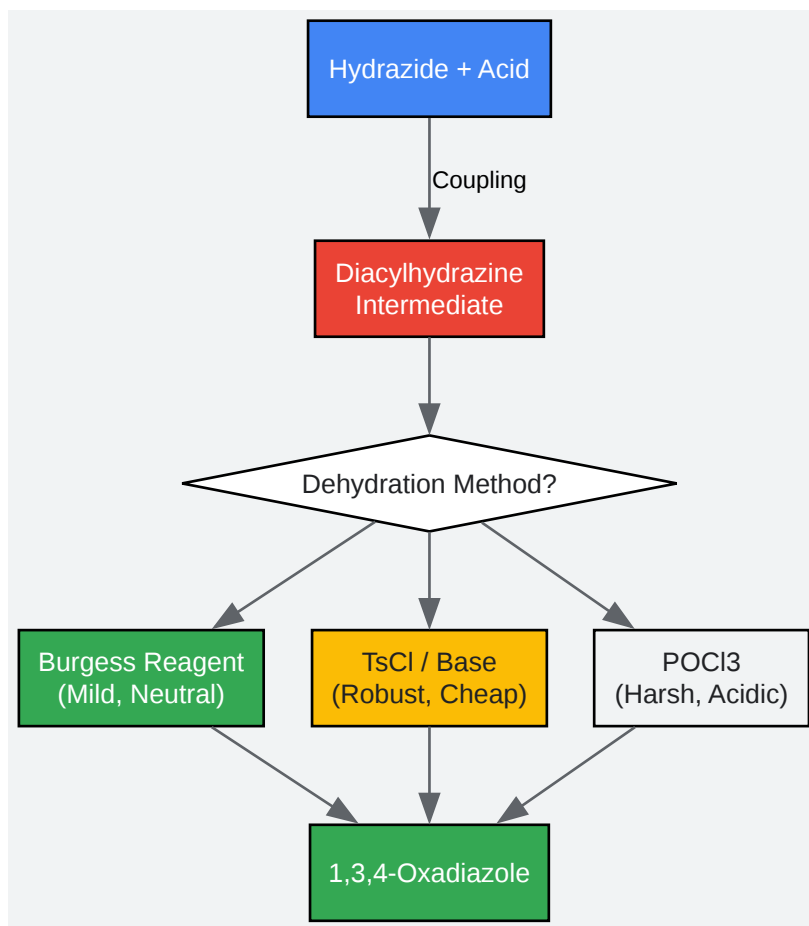 Hydrazide + Acid
Coupling
Diacylhydrazine
Intermediate
Dehydration Method?
Burgess Reagent
(Mild, Neutral)
TsCl / Base
(Robust, Cheap)
POCl3
(Harsh, Acidic)
1,3,4-Oxadiazole